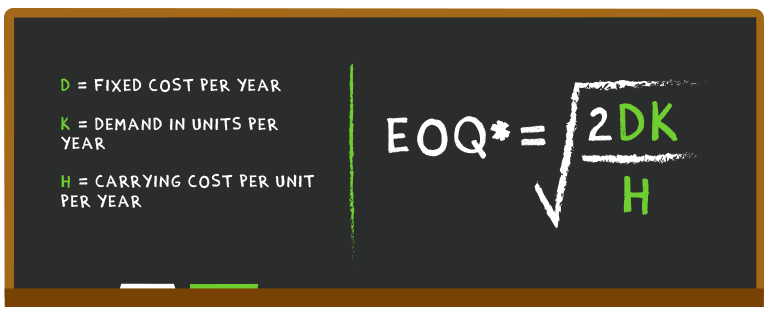 D = FIXED COST PER YEAR
K = DEMAND IN UNITS PER
YEAR
H = CARRYING COST PER UNIT
PER YEAR
EOQ* = √(2DK / H)